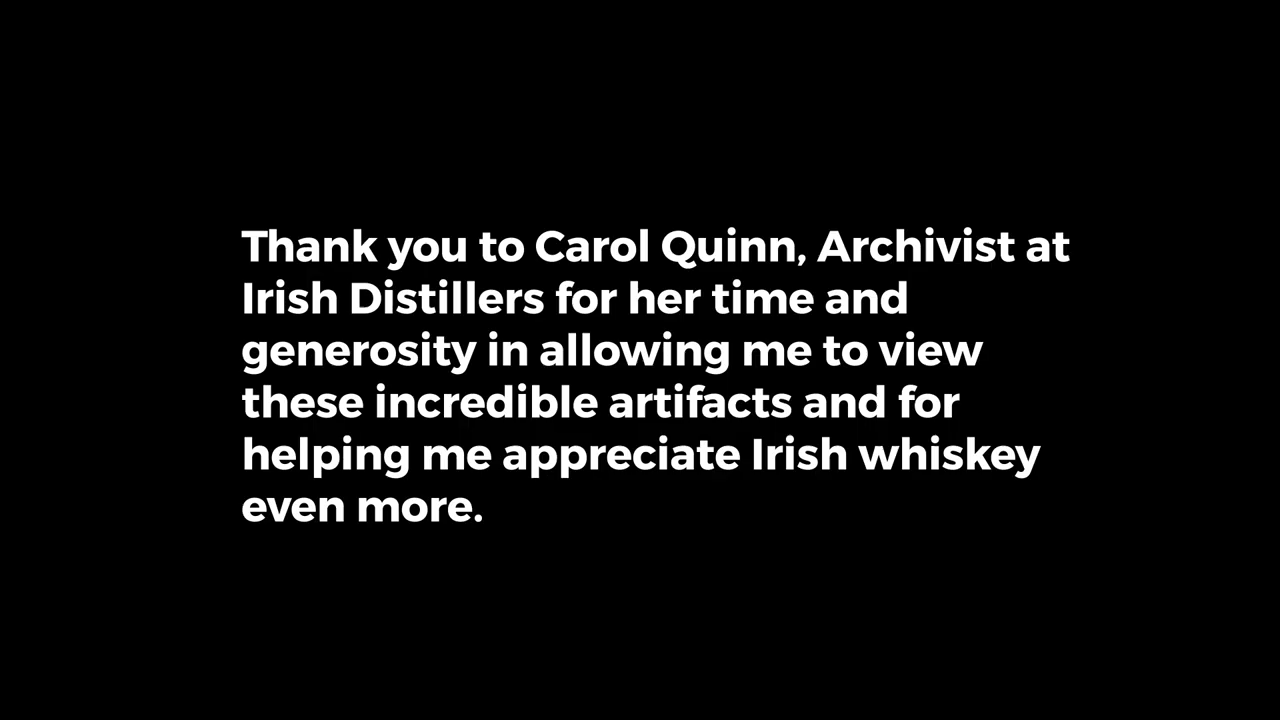 Thank you to Carol Quinn, Archivist at
Irish Distillers for her time and
generosity in allowing me to view
these incredible artifacts and for
helping me appreciate Irish whiskey
even more.